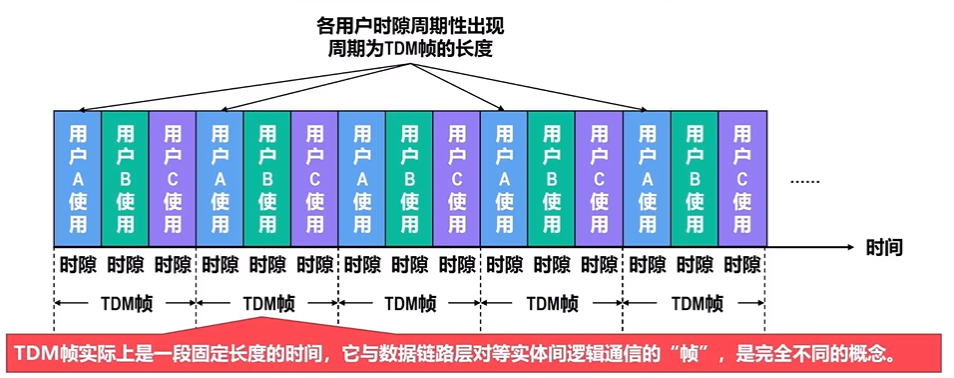 各用户时隙周期性出现
周期为TDM帧的长度
用户A使用 用户B使用 用户C使用 用户A使用 用户B使用 用户C使用 用户A使用 用户B使用 用户C使用 用户A使用 用户B使用 用户C使用 用户A使用 用户B使用 用户C使用 ……
时间
时隙 时隙 时隙 时隙 时隙 时隙 时隙 时隙 时隙 时隙 时隙 时隙 时隙 时隙 时隙
TDM帧 TDM帧 TDM帧 TDM帧 TDM帧
TDM帧实际上是一段固定长度的时间，它与数据链路层对等实体间逻辑通信的“帧”，是完全不同的概念。